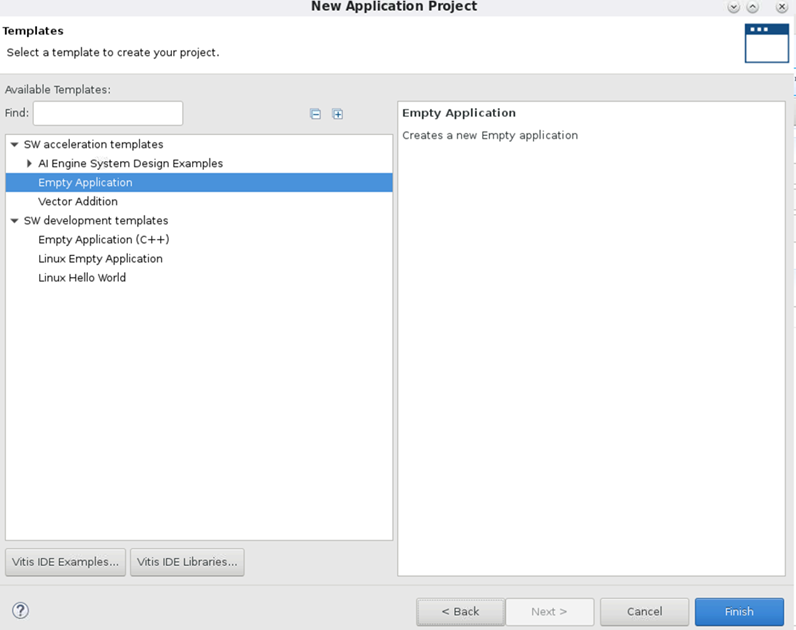 New Application Project
Templates
Select a template to create your project.
Available Templates:
Find:
SW acceleration templates
AI Engine System Design Examples
Empty Application
Vector Addition
SW development templates
Empty Application (C++)
Linux Empty Application
Linux Hello World
Empty Application
Creates a new Empty application
Vitis IDE Examples...
Vitis IDE Libraries...
?
< Back
Next >
Cancel
Finish